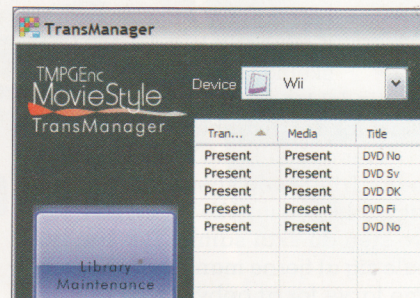 TransManager
TMPGEnc
MovieStyle
TransManager
Device Wii
Tran... Media Title
Present Present DVD No
Present Present DVD Sv
Present Present DVD DK
Present Present DVD Fi
Present Present DVD No
Library
Maintenance